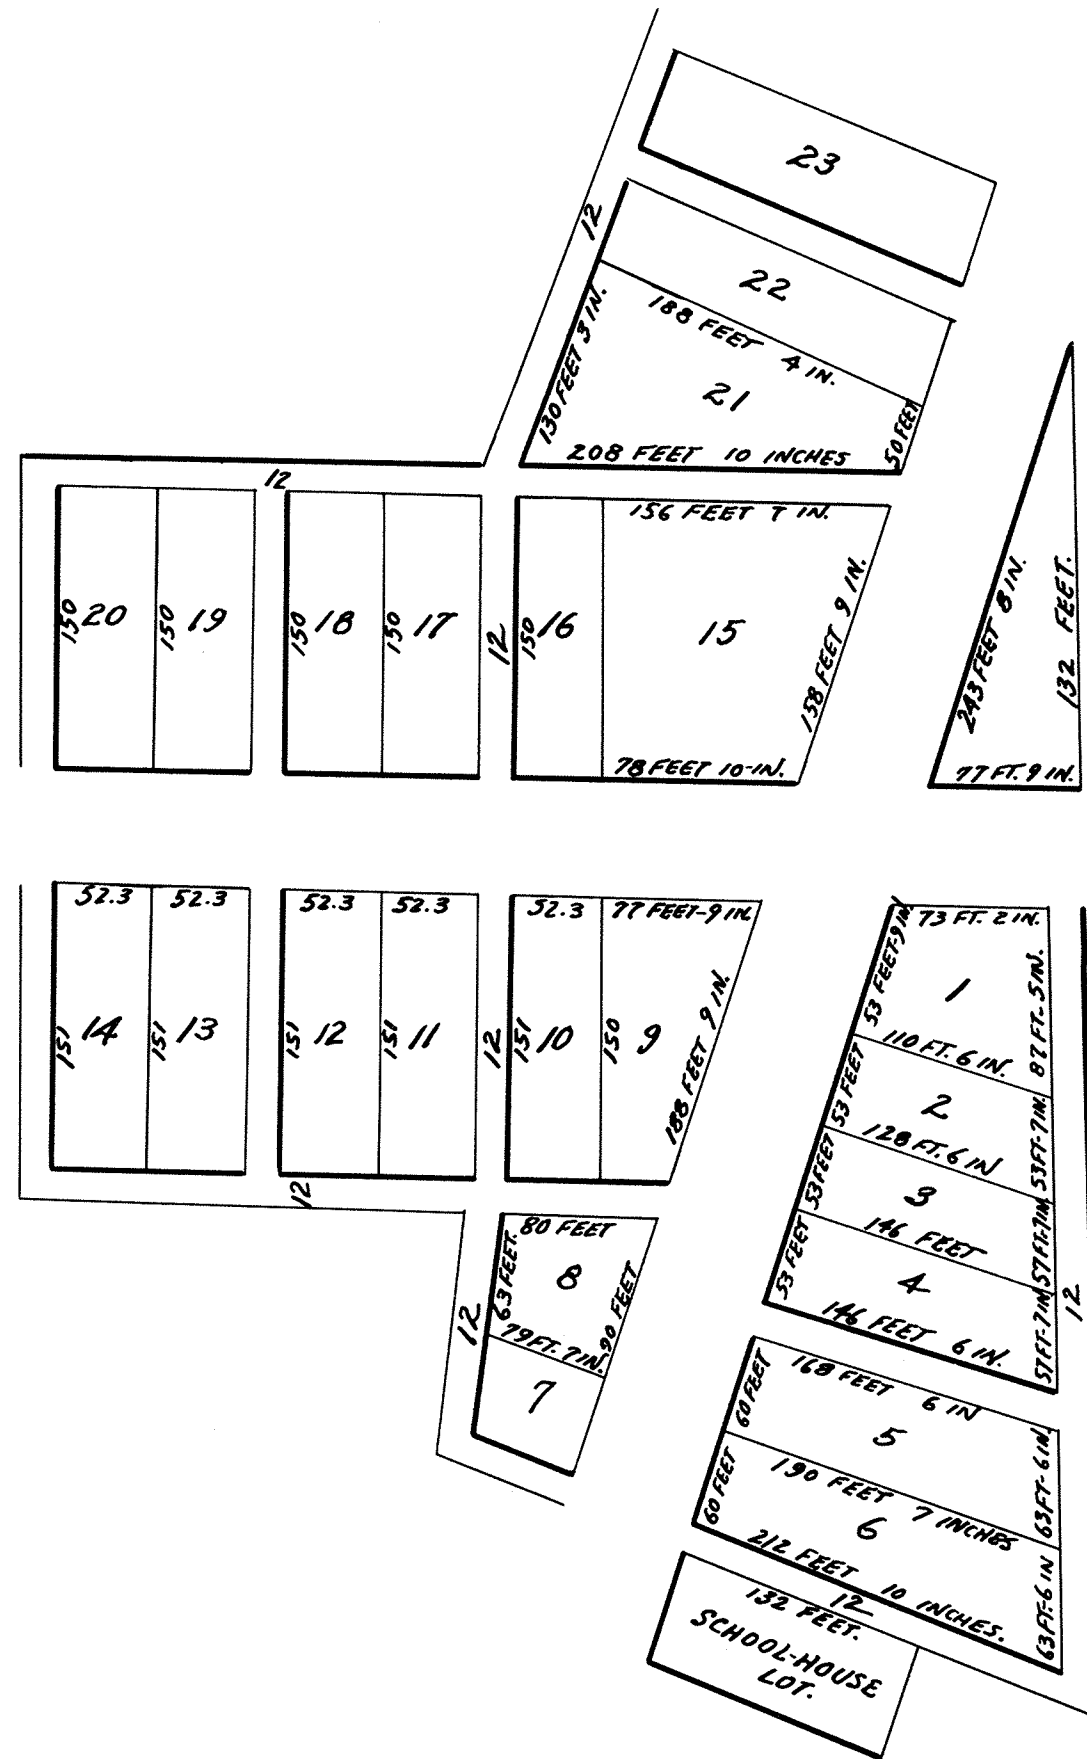 23
12
22
188 FEET 4 IN.
130 FEET 3 IN.
21
50 FEET
208 FEET 10 INCHES
12
156 FEET 7 IN.
150
20
150
19
150
18
150
17
12
150
16
15
158 FEET 9 IN.
78 FEET 10-IN.
243 FEET 8 IN.
132 FEET.
77 FT. 9 IN.
52.3
52.3
52.3
52.3
52.3
77 FEET-9 IN.
151
14
151
13
151
12
151
11
12
151
10
150
9
188 FEET 9 IN.
12
73 FT. 2 IN.
53 FEET-9 IN.
1
87 FT. 5 IN.
110 FT. 6 IN.
53 FEET
2
53 FT-7 IN.
128 FT. 6 IN
53 FEET
3
57 FT-7 IN.
146 FEET
53 FEET
4
57 FT-7 IN
146 FEET 6 IN.
12
80 FEET
63 FEET.
8
90 FEET
79 FT. 7 IN.
12
7
168 FEET 6 IN
60 FEET
5
63 FT-6 IN.
190 FEET 7 INCHES
60 FEET
6
63 FT-6 IN
212 FEET 10 INCHES.
12
132 FEET.
SCHOOL-HOUSE
LOT.